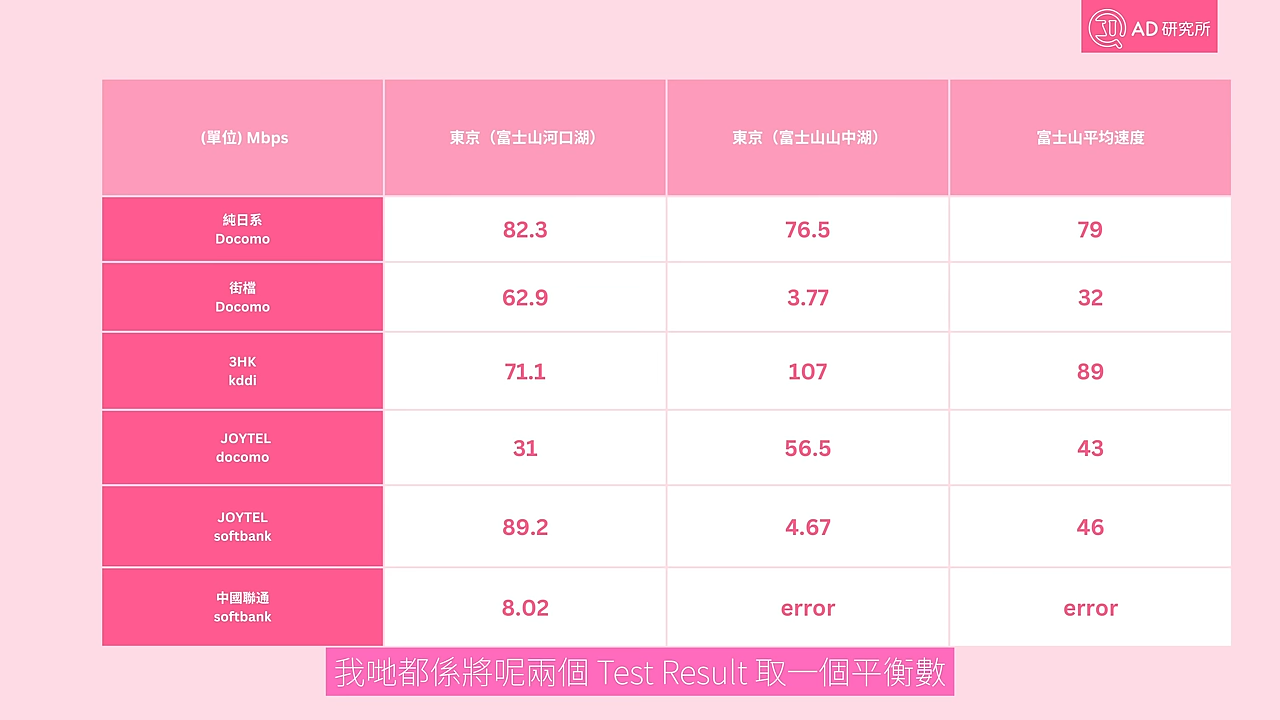 AD 研究所
(單位) Mbps
東京（富士山河口湖）
東京（富士山山中湖）
富士山平均速度
純日系
Docomo
82.3
76.5
79
街檔
Docomo
62.9
3.77
32
3HK
kddi
71.1
107
89
JOYTEL
docomo
31
56.5
43
JOYTEL
softbank
89.2
4.67
46
中國聯通
softbank
8.02
error
error
我哋都係將呢兩個 Test Result 取一個平衡數